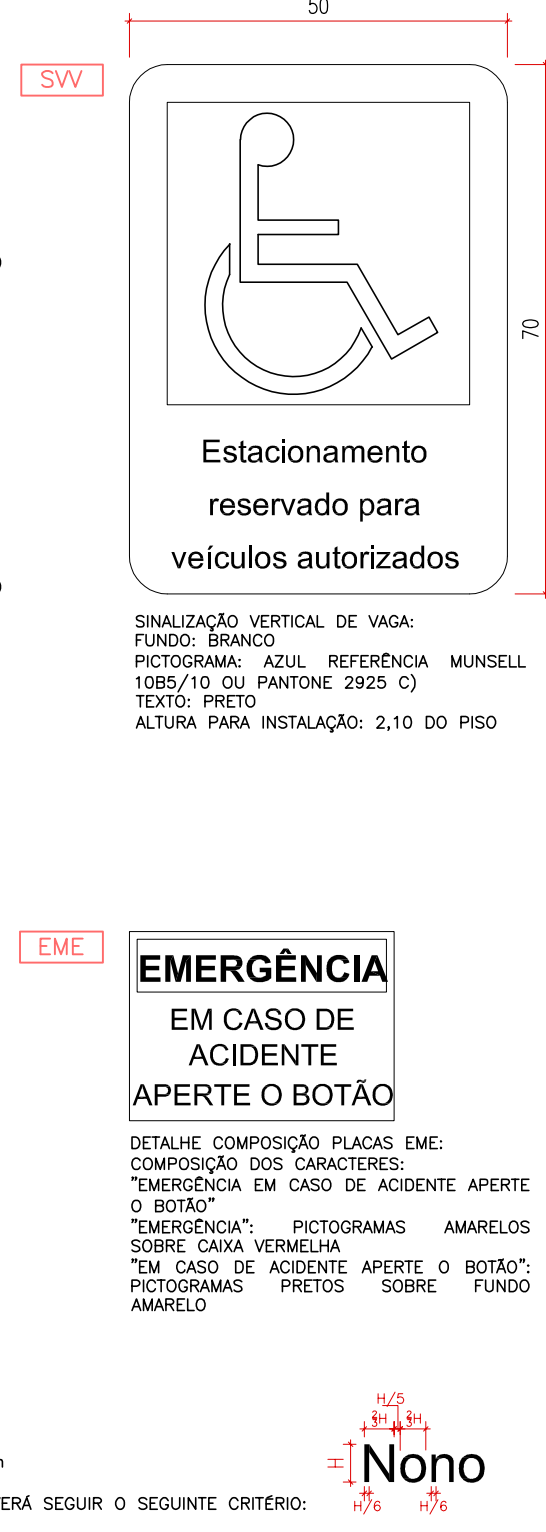 50
SVV
70
Estacionamento
reservado para
veículos autorizados
SINALIZAÇÃO VERTICAL DE VAGA:
FUNDO: BRANCO
PICTOGRAMA: AZUL REFERÊNCIA MUNSELL
10B5/10 OU PANTONE 2925 C)
TEXTO: PRETO
ALTURA PARA INSTALAÇÃO: 2,10 DO PISO
EME
EMERGÊNCIA
EM CASO DE
ACIDENTE
APERTE O BOTÃO
DETALHE COMPOSIÇÃO PLACAS EME:
COMPOSIÇÃO DOS CARACTERES:
"EMERGÊNCIA EM CASO DE ACIDENTE APERTE
O BOTÃO"
"EMERGÊNCIA": PICTOGRAMAS AMARELOS
SOBRE CAIXA VERMELHA
"EM CASO DE ACIDENTE APERTE O BOTÃO":
PICTOGRAMAS PRETOS SOBRE FUNDO
AMARELO
H/5
2/3H 2/3H
H
Nono
H/6 H/6
SEGUIR O SEGUINTE CRITÉRIO: